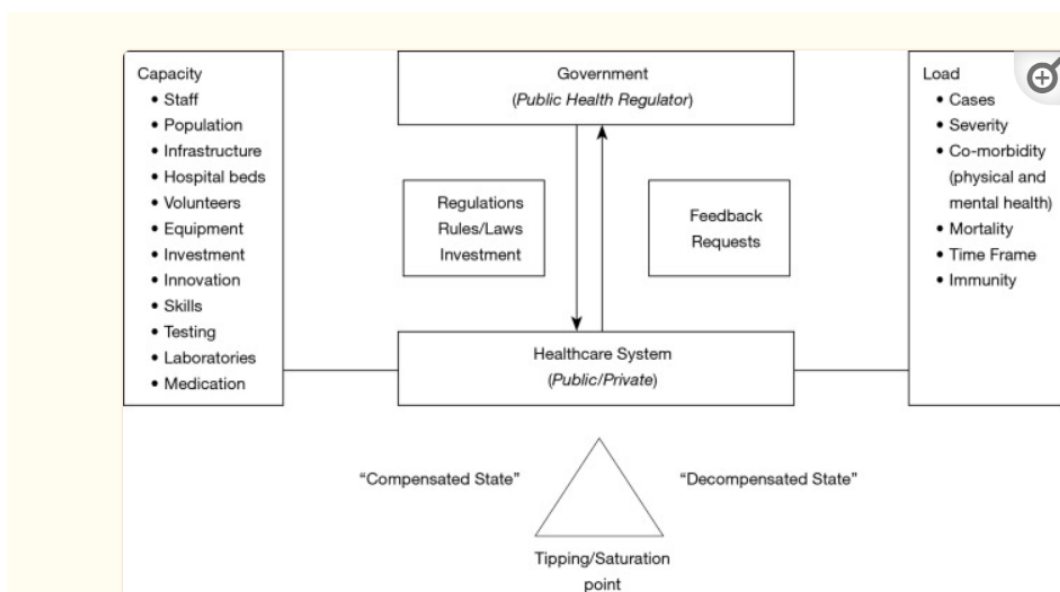 Capacity
• Staff
• Population
• Infrastructure
• Hospital beds
• Volunteers
• Equipment
• Investment
• Innovation
• Skills
• Testing
• Laboratories
• Medication
Government
(Public Health Regulator)
Regulations
Rules/Laws
Investment
Feedback
Requests
Healthcare System
(Public/Private)
Load
• Cases
• Severity
• Co-morbidity
(physical and
mental health)
• Mortality
• Time Frame
• Immunity
“Compensated State”
“Decompensated State”
Tipping/Saturation
point